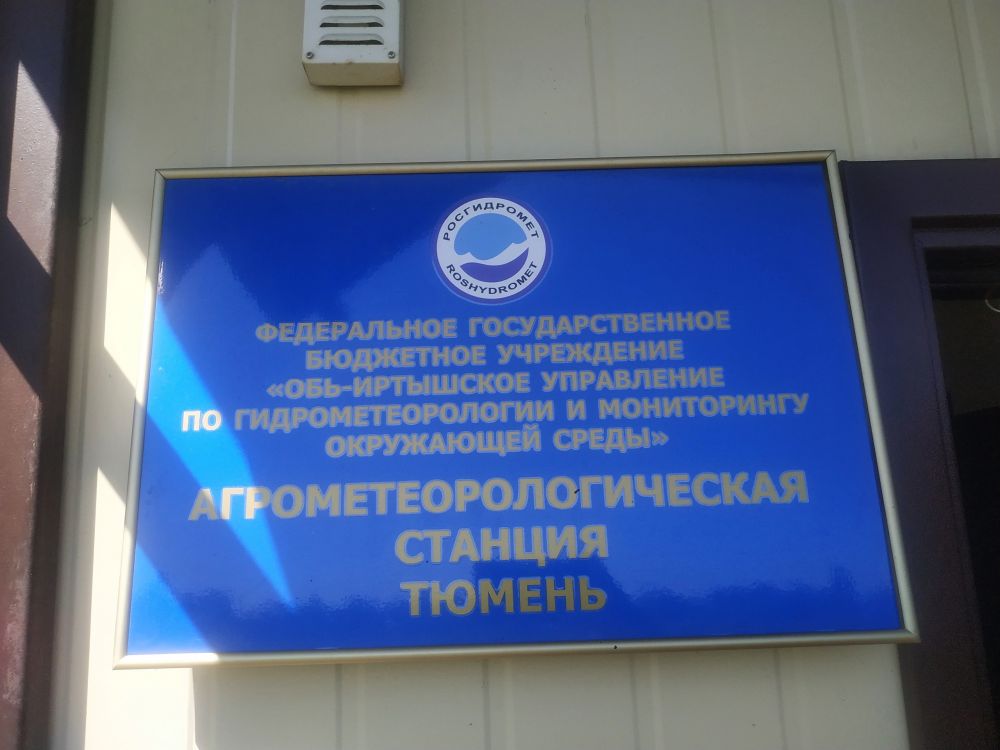 РОСГИДРОМЕТ
ROSHYDROMET
ФЕДЕРАЛЬНОЕ ГОСУДАРСТВЕННОЕ
БЮДЖЕТНОЕ УЧРЕЖДЕНИЕ
«ОБЬ-ИРТЫШСКОЕ УПРАВЛЕНИЕ
ПО ГИДРОМЕТЕОРОЛОГИИ И МОНИТОРИНГУ
ОКРУЖАЮЩЕЙ СРЕДЫ»
АГРОМЕТЕОРОЛОГИЧЕСКАЯ
СТАНЦИЯ
ТЮМЕНЬ